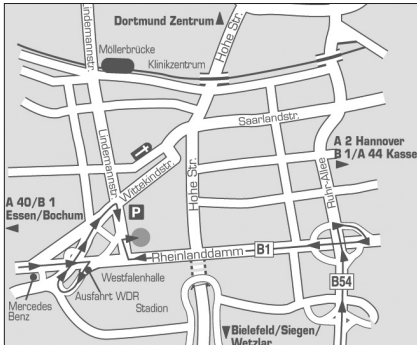 Dortmund Zentrum
Lindemannstr.
Hohe Str.
Möllerbrücke
Klinikzentrum
Saarlandstr.
Lindemannstr.
Wittekindstr.
Hohe Str.
Ruhr-Allee
A 2 Hannover
B 1/A 44 Kasse
A 40/B 1
Essen/Bochum
P
Rheinlanddamm
B1
B54
Westfalenhalle
Ausfahrt WDR
Stadion
Mercedes
Benz
Bielefeld/Siegen/
Wetzlar